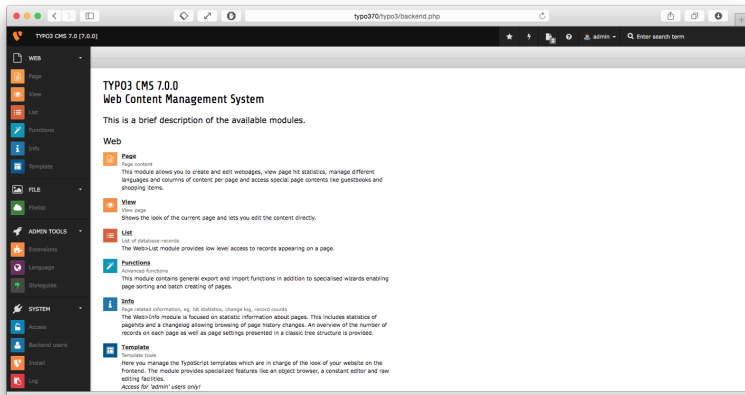 typo370/typo3/backend.php
TYPO3 CMS 7.0 [7.0.0]
admin
Enter search term
WEB
Page
View
List
Functions
Info
Template
FILE
Filelist
ADMIN TOOLS
Extensions
Language
Styleguide
SYSTEM
Access
Backend users
Install
Log
TYPO3 CMS 7.0.0
Web Content Management System
This is a brief description of the available modules.
Web
Page
Page content
This module allows you to create and edit webpages, view page hit statistics, manage different
languages and columns of content per page and access special page contents like guestbooks and
shopping items.
View
View page
Shows the look of the current page and lets you edit the content directly.
List
List of database-records
The Web>List module provides low level access to records appearing on a page.
Functions
Advanced functions
This module contains general export and import functions in addition to specialised wizards enabling
page sorting and batch creation of pages.
Info
Page related information, eg. hit statistics, change log, record counts
The Web>Info module is focused on statistic information about pages. This includes statistics of
pagehits and a changelog allowing browsing of page history changes. An overview of the number of
records on each page as well as page settings presented in a classic tree structure is provided.
Template
Template tools
Here you manage the TypoScript templates which are in charge of the look of your website on the
frontend. The module provides specialized features like an object browser, a constant editor and raw
editing facilities.
Access for 'admin' users only!